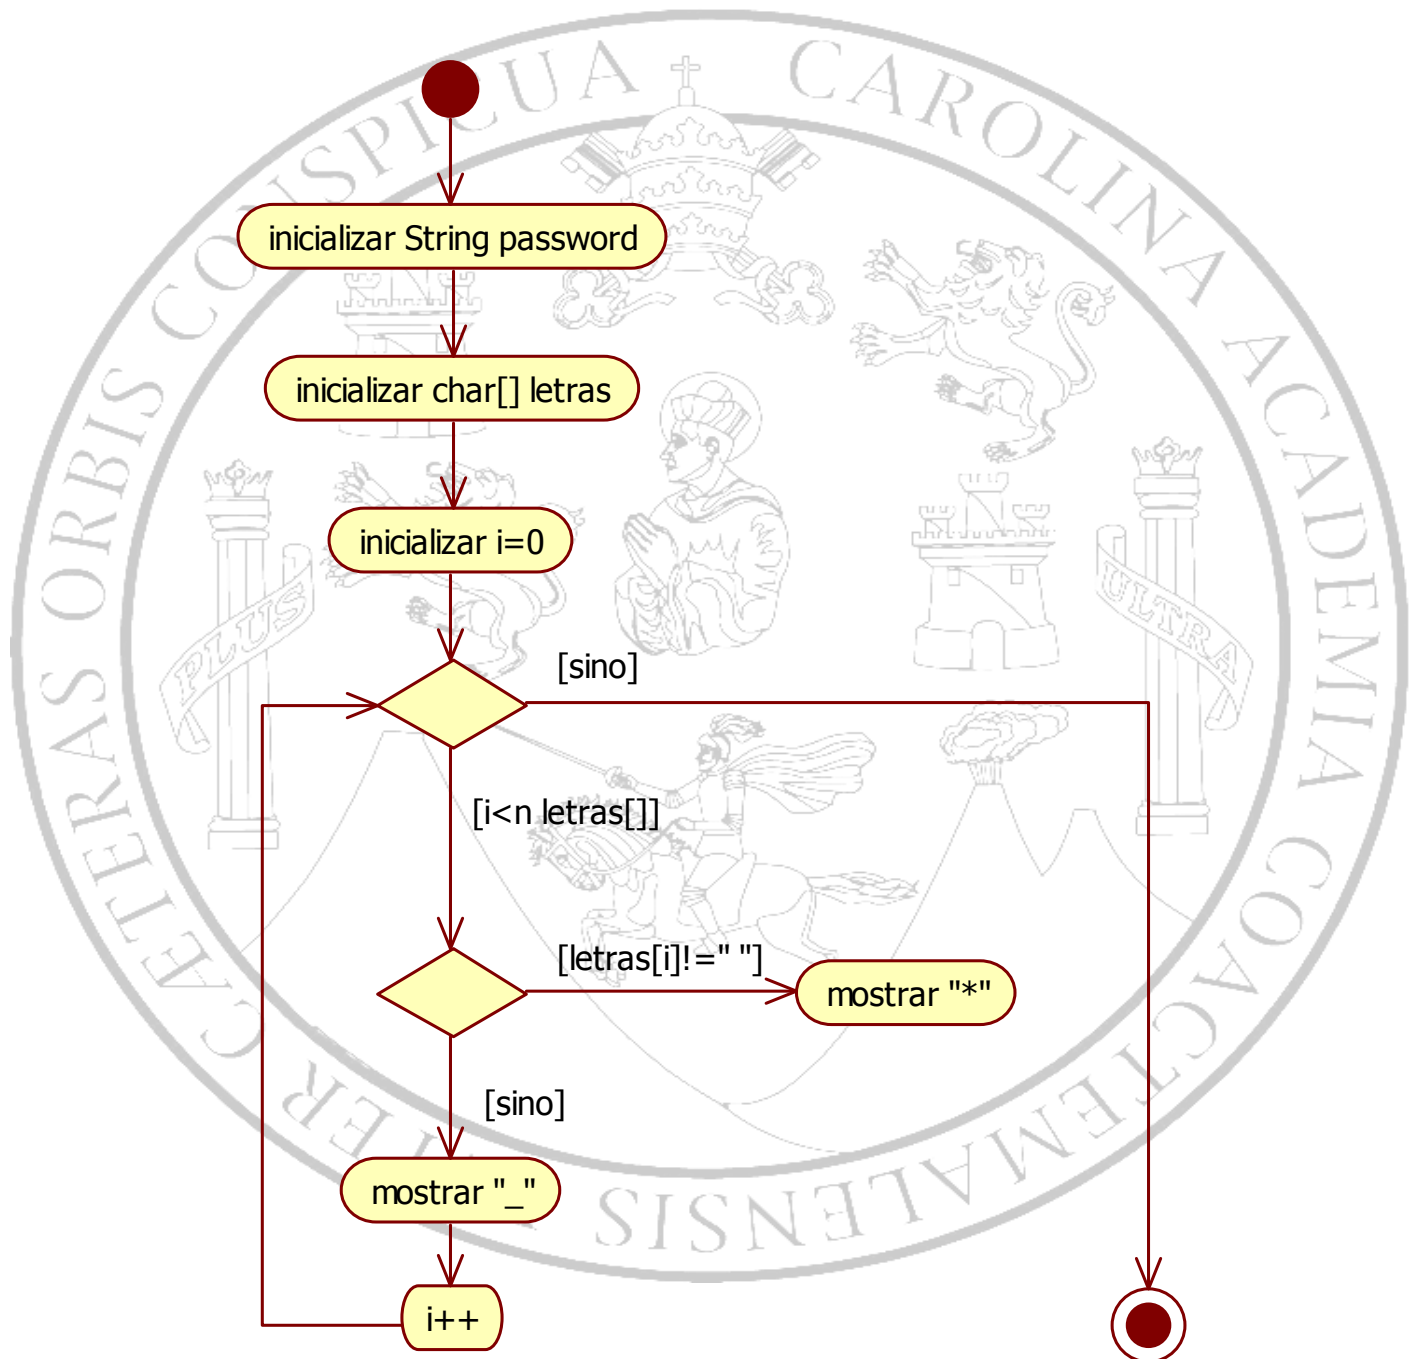 inicializar String password
inicializar char[] letras
inicializar i=0
[sino]
[i<n letras[]]
[letras[i]!=" "]
mostrar "*"
[sino]
mostrar "_"
i++
CAETERAS ORBIS CONSPICUA CAROLINA ACADEMIA COACTEMALENSIS INTER
PLUS
ULTRA